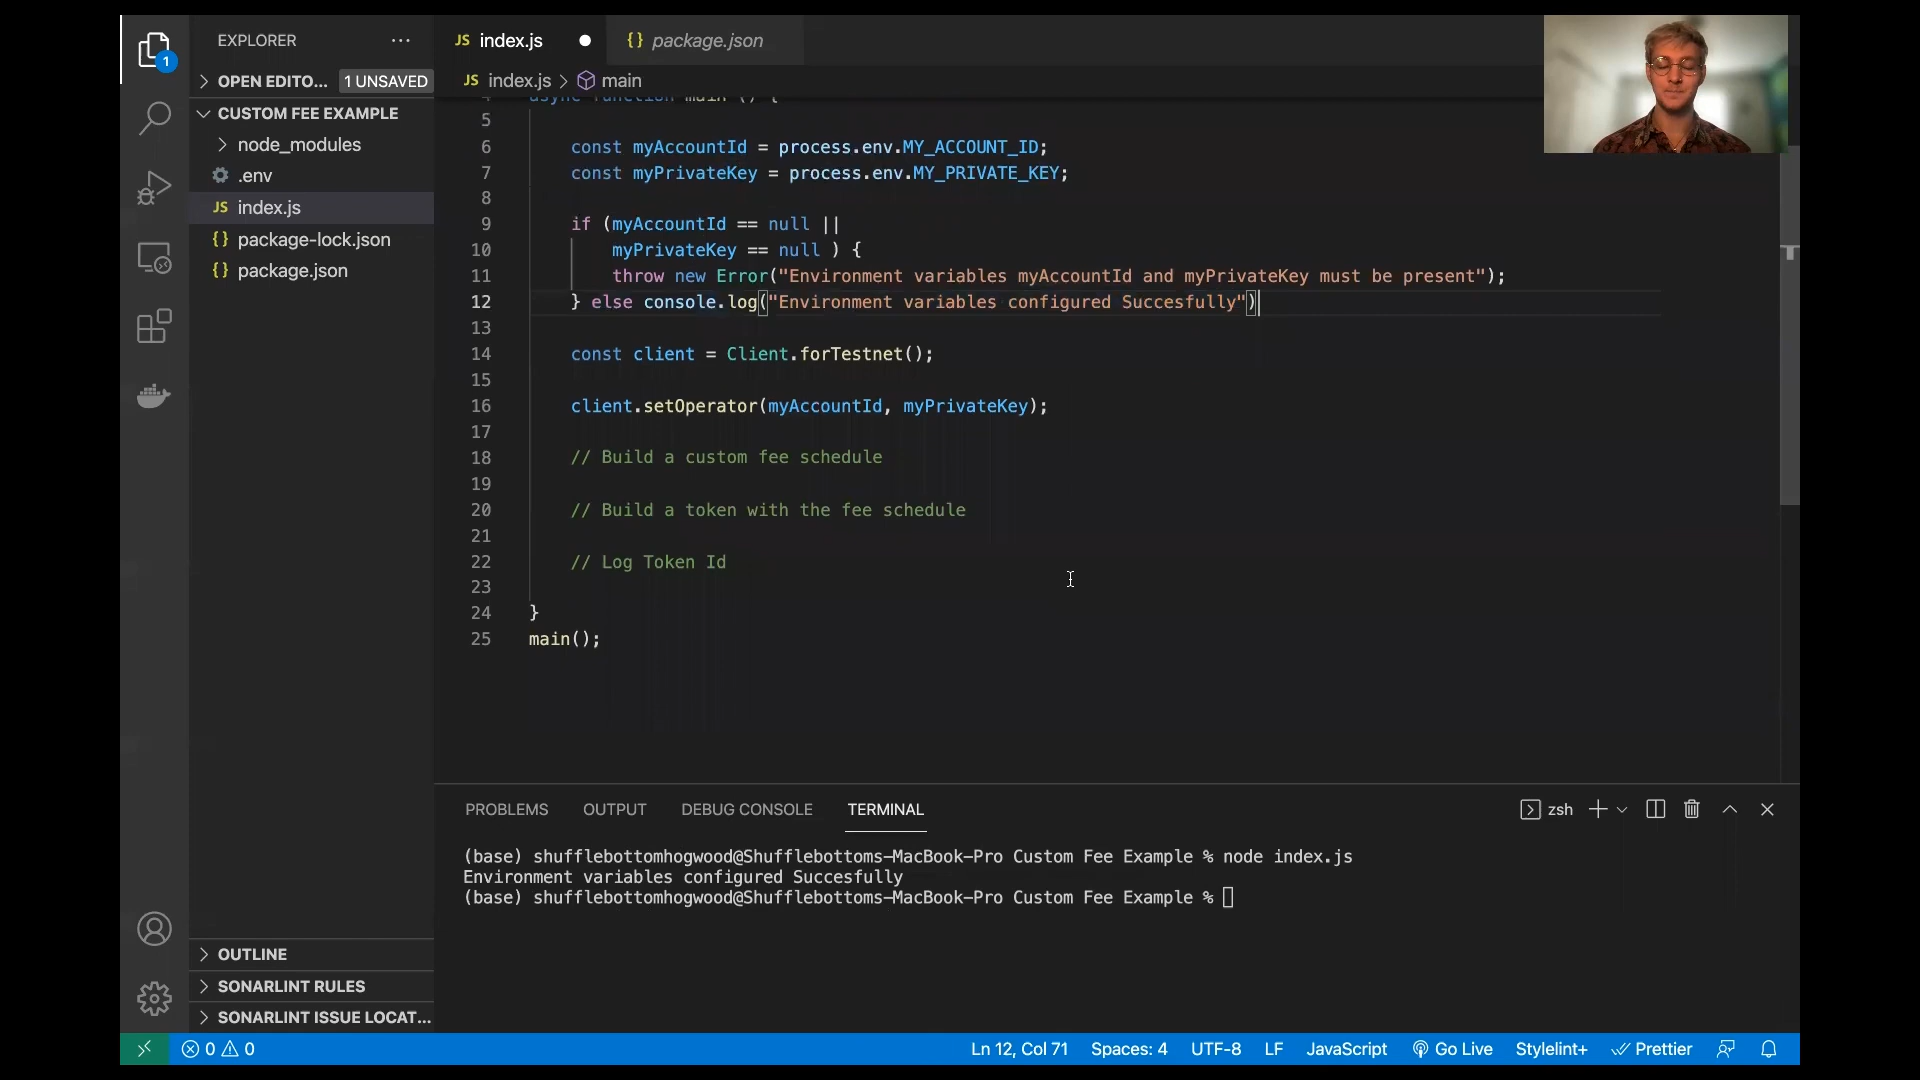 EXPLORER
JS index.js
{} package.json
1
OPEN EDITO... 1 UNSAVED
JS index.js > main
CUSTOM FEE EXAMPLE
node_modules
.env
JS index.js
{} package-lock.json
{} package.json
4 async function main () {
5
6 const myAccountId = process.env.MY_ACCOUNT_ID;
7 const myPrivateKey = process.env.MY_PRIVATE_KEY;
8
9 if (myAccountId == null ||
10 myPrivateKey == null ) {
11 throw new Error("Environment variables myAccountId and myPrivateKey must be present");
12 } else console.log("Environment variables configured Succesfully")
13
14 const client = Client.forTestnet();
15
16 client.setOperator(myAccountId, myPrivateKey);
17
18 // Build a custom fee schedule
19
20 // Build a token with the fee schedule
21
22 // Log Token Id
23
24 }
25 main();
PROBLEMS OUTPUT DEBUG CONSOLE TERMINAL zsh
(base) shufflebottomhogwood@Shufflebottoms-MacBook-Pro Custom Fee Example % node index.js
Environment variables configured Succesfully
(base) shufflebottomhogwood@Shufflebottoms-MacBook-Pro Custom Fee Example %
OUTLINE
SONARLINT RULES
SONARLINT ISSUE LOCAT...
0 0 Ln 12, Col 71 Spaces: 4 UTF-8 LF JavaScript Go Live Stylelint+ Prettier